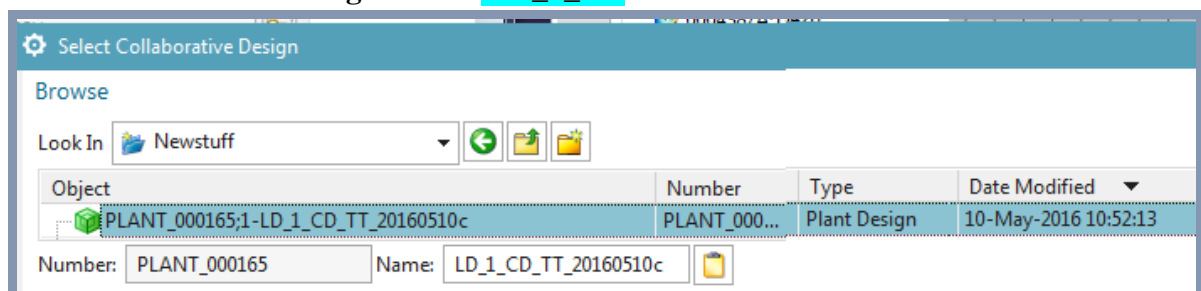 Select Collaborative Design
Browse
Look In Newstuff
Object Number Type Date Modified
PLANT_000165;1-LD_1_CD_TT_20160510c PLANT_000... Plant Design 10-May-2016 10:52:13
Number: PLANT_000165 Name: LD_1_CD_TT_20160510c